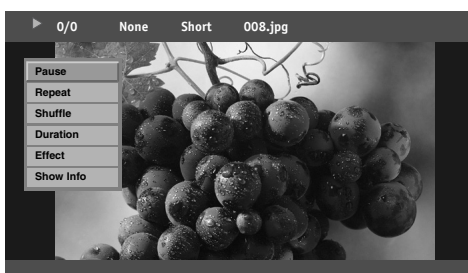 0/0 None Short 008.jpg
Pause
Repeat
Shuffle
Duration
Effect
Show Info